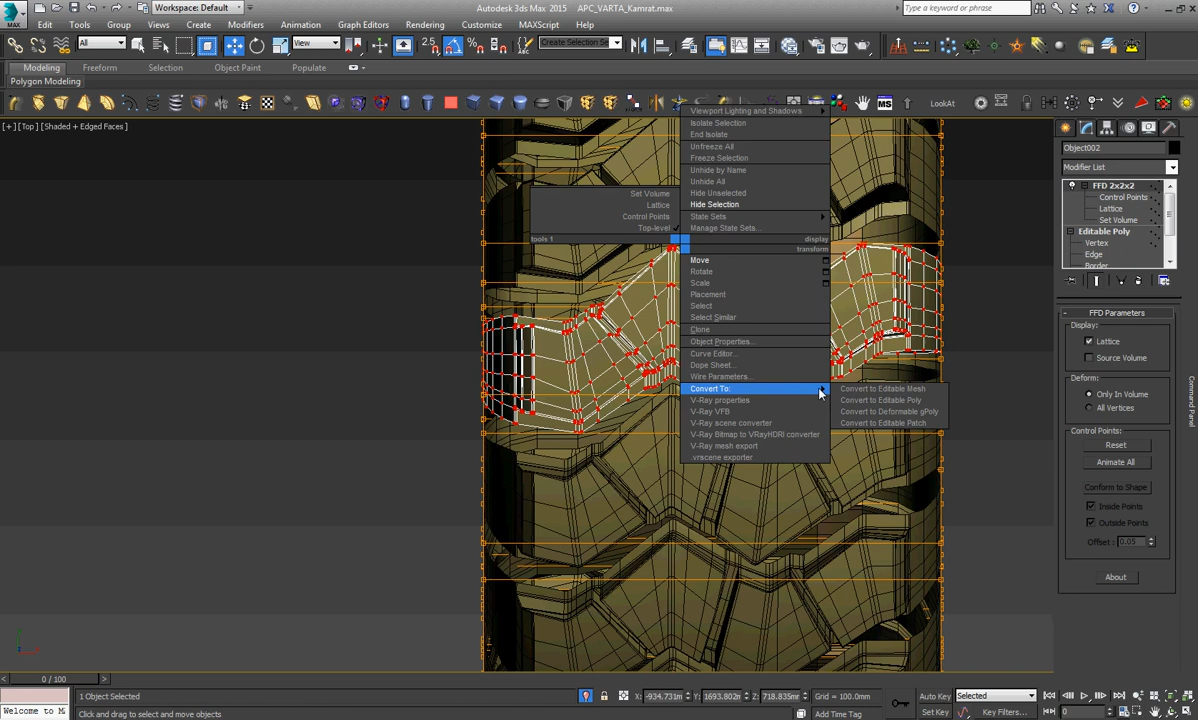 MAX
Workspace: Default
Autodesk 3ds Max 2015 APC_VARTA_Kamrat.max
Type a keyword or phrase
Edit Tools Group Views Create Modifiers Animation Graph Editors Rendering Customize MAXScript Help
All
View
2.5
Create Selection Se
Modeling Freeform Selection Object Paint Populate
Polygon Modeling
MS
LookAt
[+] [Top] [Shaded + Edged Faces]
Viewport Lighting and Shadows
Isolate Selection
End Isolate
Unfreeze All
Freeze Selection
Unhide by Name
Unhide All
Hide Unselected
Hide Selection
State Sets
Manage State Sets...
Set Volume
Lattice
Control Points
Top-level
tools 1
display
transform
Move
Rotate
Scale
Placement
Select
Select Similar
Clone
Object Properties...
Curve Editor...
Dope Sheet...
Wire Parameters...
Convert To:
V-Ray properties
V-Ray VFB
V-Ray scene converter
V-Ray Bitmap to VRayHDRI converter
V-Ray mesh export
.vrscene exporter
Convert to Editable Mesh
Convert to Editable Poly
Convert to Deformable gPoly
Convert to Editable Patch
Object002
Modifier List
FFD 2x2x2
Control Points
Lattice
Set Volume
Editable Poly
Vertex
Edge
Border
FFD Parameters
Display:
Lattice
Source Volume
Deform:
Only In Volume
All Vertices
Control Points:
Reset
Animate All
Conform to Shape
Inside Points
Outside Points
Offset : 0.05
About
Command Panel
0 / 100
1 Object Selected
X: -934.731m Y: 1693.802m Z: 718.835mr Grid = 100.0mm
Auto Key Selected
Welcome to M
Click and drag to select and move objects
Add Time Tag
Set Key Key Filters...
0